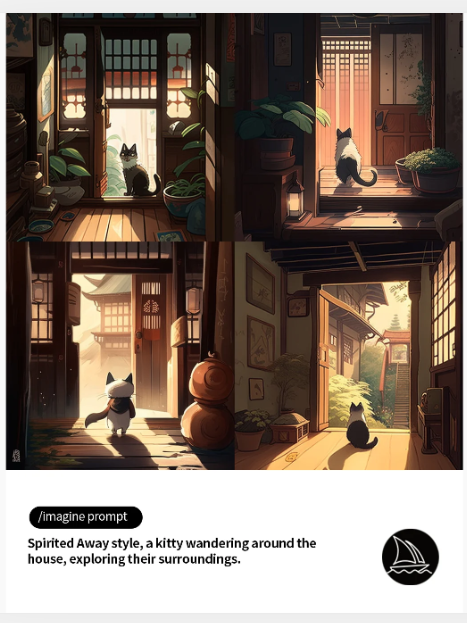 /imagine prompt
Spirited Away style, a kitty wandering around the
house, exploring their surroundings.